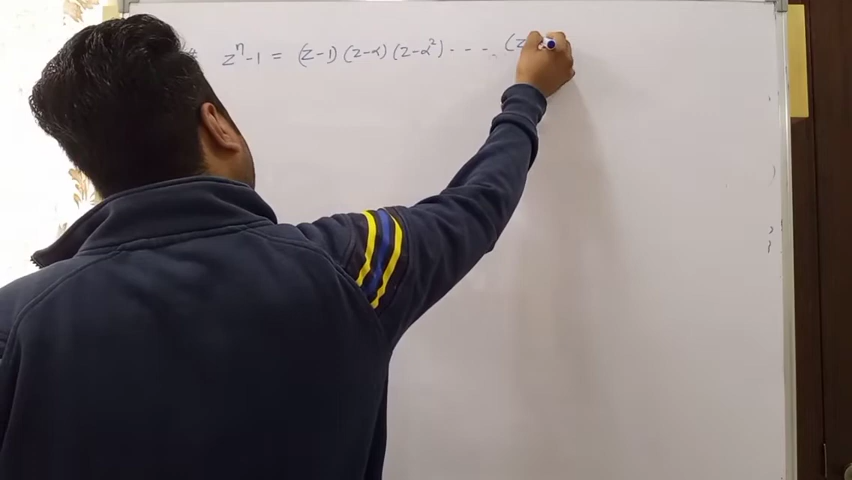 zⁿ-1 = (z-1) (z-α) (z-α²) - - - . (z